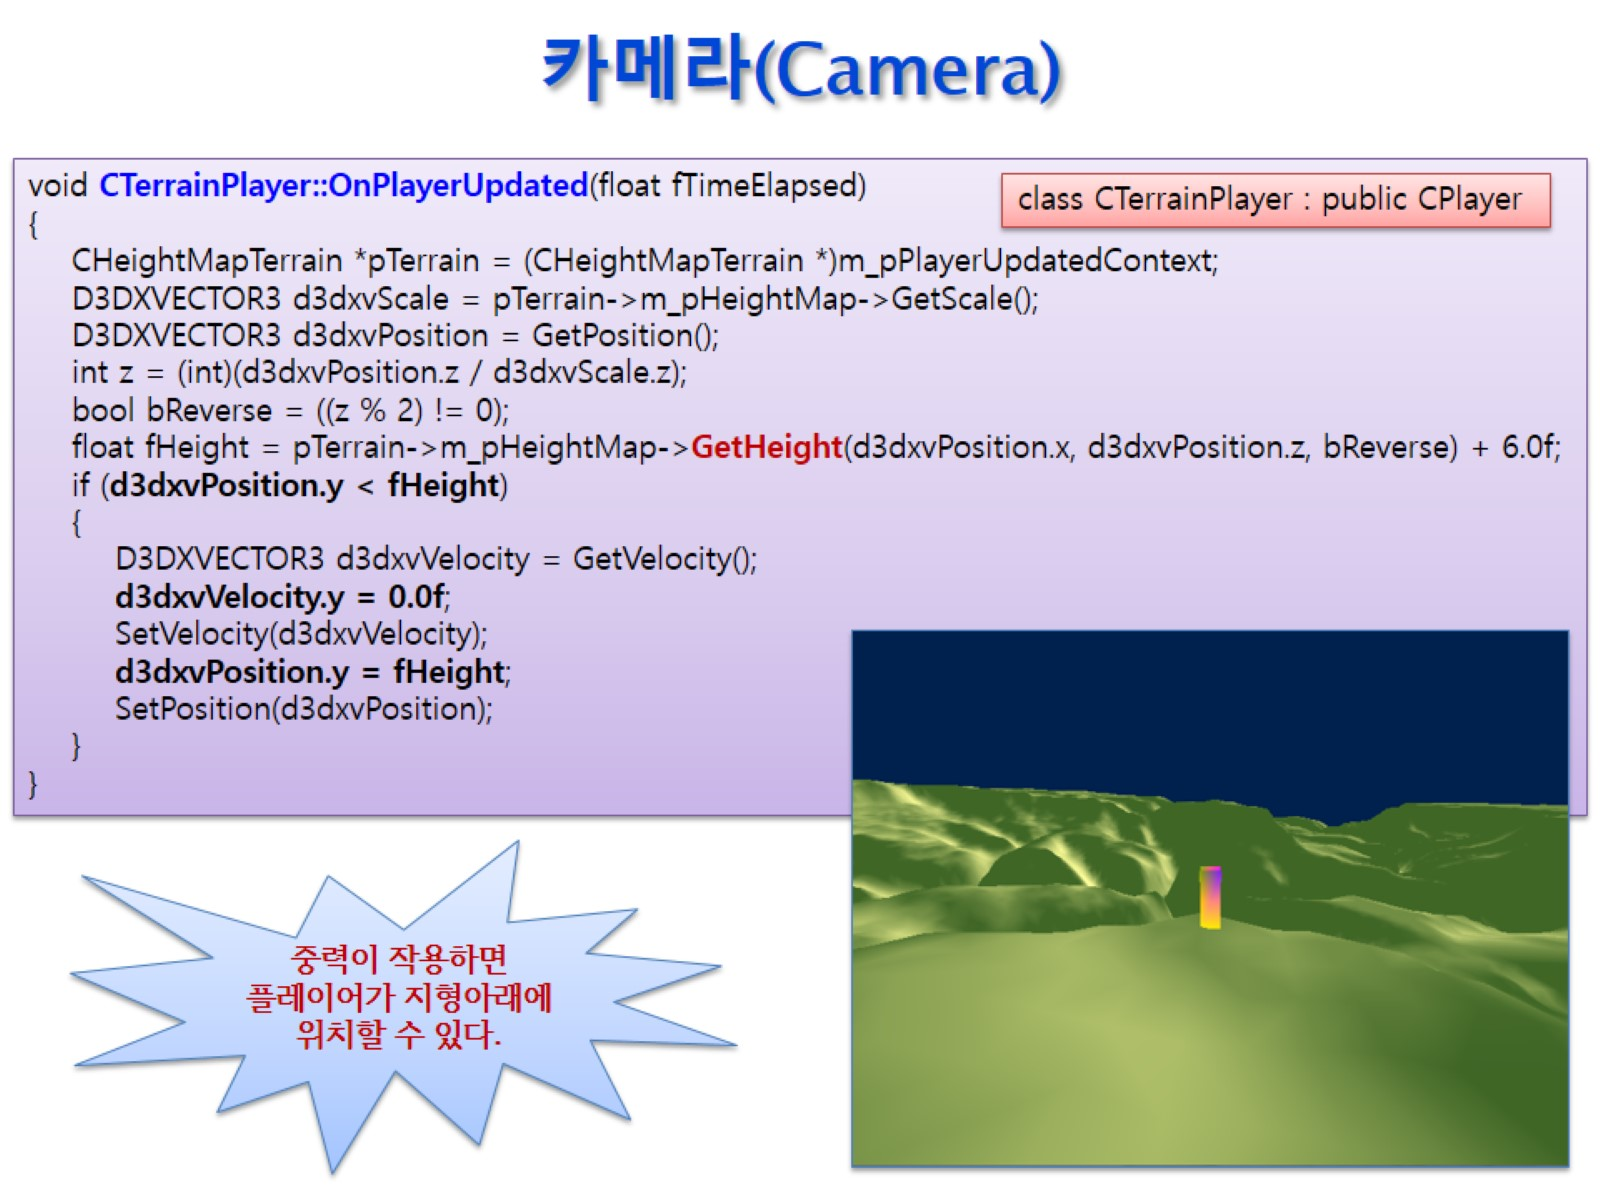 카메라(Camera)
void CTerrainPlayer::OnPlayerUpdated(float fTimeElapsed)
class CTerrainPlayer : public CPlayer
{
CHeightMapTerrain *pTerrain = (CHeightMapTerrain *)m_pPlayerUpdatedContext;
D3DXVECTOR3 d3dxvScale = pTerrain->m_pHeightMap->GetScale();
D3DXVECTOR3 d3dxvPosition = GetPosition();
int z = (int)(d3dxvPosition.z / d3dxvScale.z);
bool bReverse = ((z % 2) != 0);
float fHeight = pTerrain->m_pHeightMap->GetHeight(d3dxvPosition.x, d3dxvPosition.z, bReverse) + 6.0f;
if (d3dxvPosition.y < fHeight)
{
D3DXVECTOR3 d3dxvVelocity = GetVelocity();
d3dxvVelocity.y = 0.0f;
SetVelocity(d3dxvVelocity);
d3dxvPosition.y = fHeight;
SetPosition(d3dxvPosition);
}
}
중력이 작용하면
플레이어가 지형아래에
위치할 수 있다.